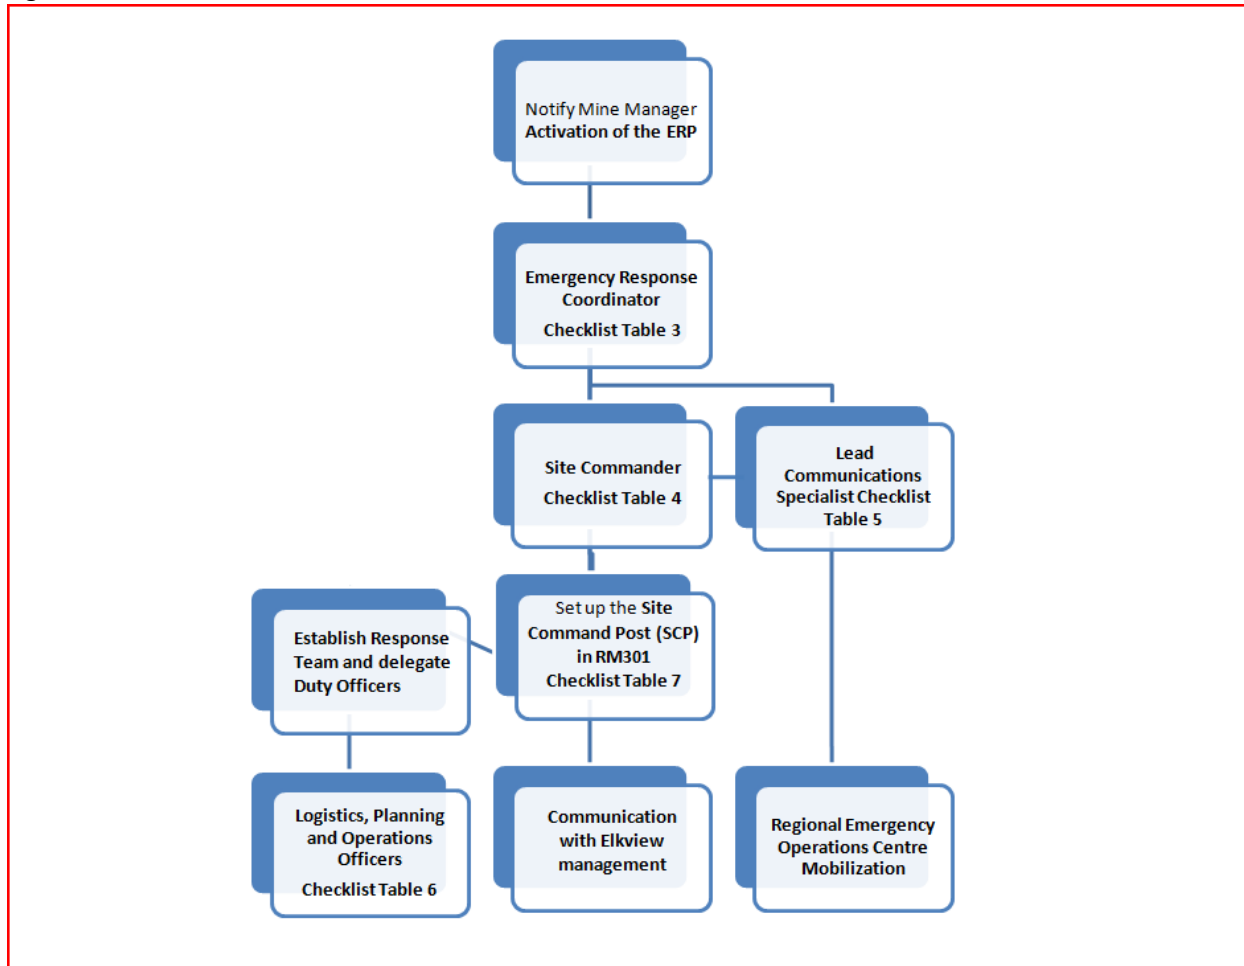 Notify Mine Manager
Activation of the ERP
Emergency Response
Coordinator
Checklist Table 3
Site Commander
Checklist Table 4
Lead
Communications
Specialist Checklist
Table 5
Establish Response
Team and delegate
Duty Officers
Set up the Site
Command Post (SCP)
in RM301
Checklist Table 7
Logistics, Planning
and Operations
Officers
Checklist Table 6
Communication
with Elkview
management
Regional Emergency
Operations Centre
Mobilization